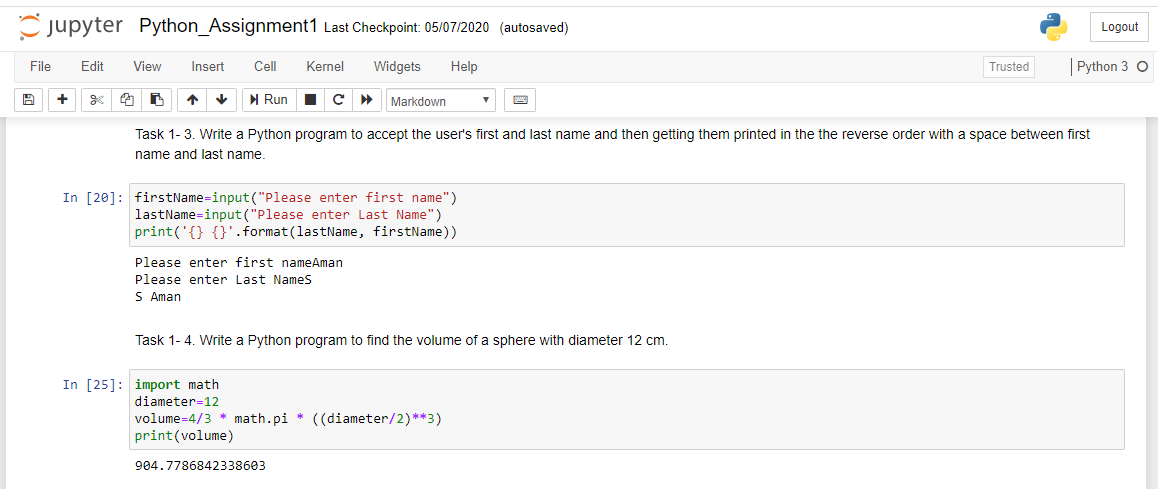 jupyter Python_Assignment1 Last Checkpoint: 05/07/2020 (autosaved)
Logout
File Edit View Insert Cell Kernel Widgets Help
Trusted
Python 3
Run
Markdown
Task 1- 3. Write a Python program to accept the user's first and last name and then getting them printed in the the reverse order with a space between first
name and last name.
In [20]: firstName=input("Please enter first name")
lastName=input("Please enter Last Name")
print('{} {}'.format(lastName, firstName))
Please enter first nameAman
Please enter Last NameS
S Aman
Task 1- 4. Write a Python program to find the volume of a sphere with diameter 12 cm.
In [25]: import math
diameter=12
volume=4/3 * math.pi * ((diameter/2)**3)
print(volume)
904.7786842338603